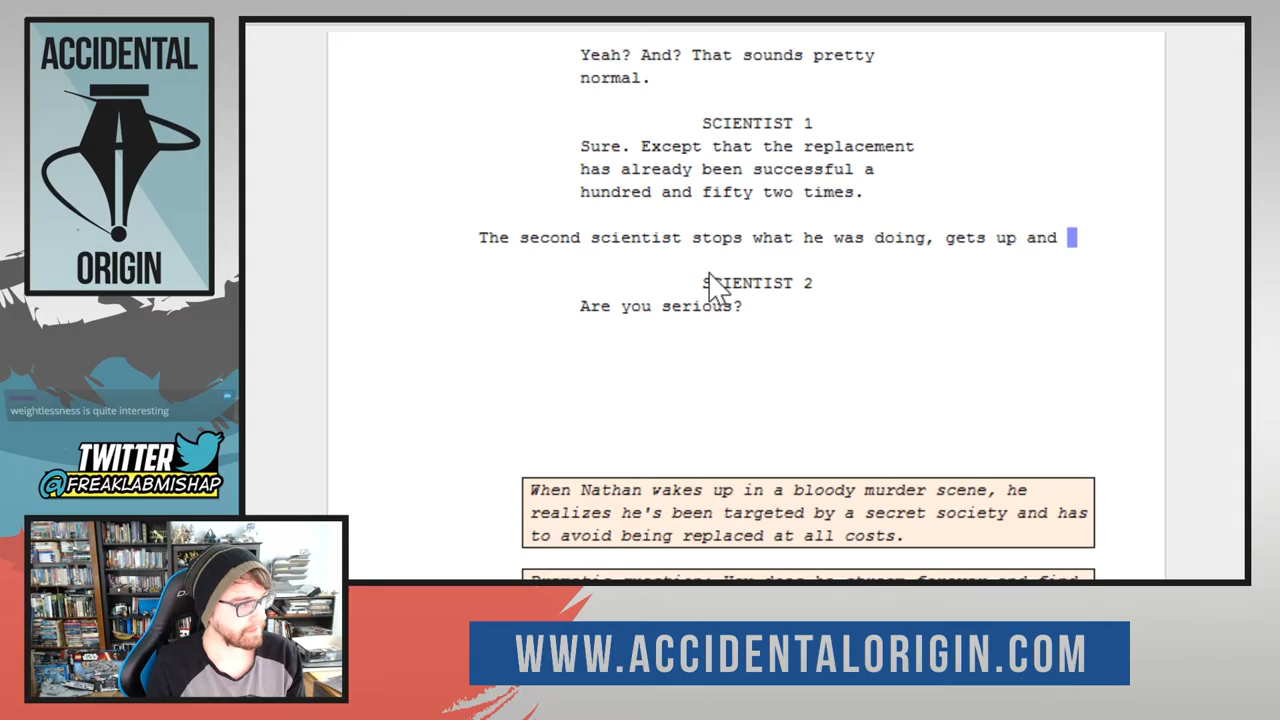 ACCIDENTAL
ORIGIN
weightlessness is quite interesting
TWITTER
@FREAKLABMISHAP
Yeah? And? That sounds pretty
normal.
SCIENTIST 1
Sure. Except that the replacement
has already been successful a
hundred and fifty two times.
The second scientist stops what he was doing, gets up and
SCIENTIST 2
Are you serious?
When Nathan wakes up in a bloody murder scene, he
realizes he's been targeted by a secret society and has
to avoid being replaced at all costs.
WWW.ACCIDENTALORIGIN.COM